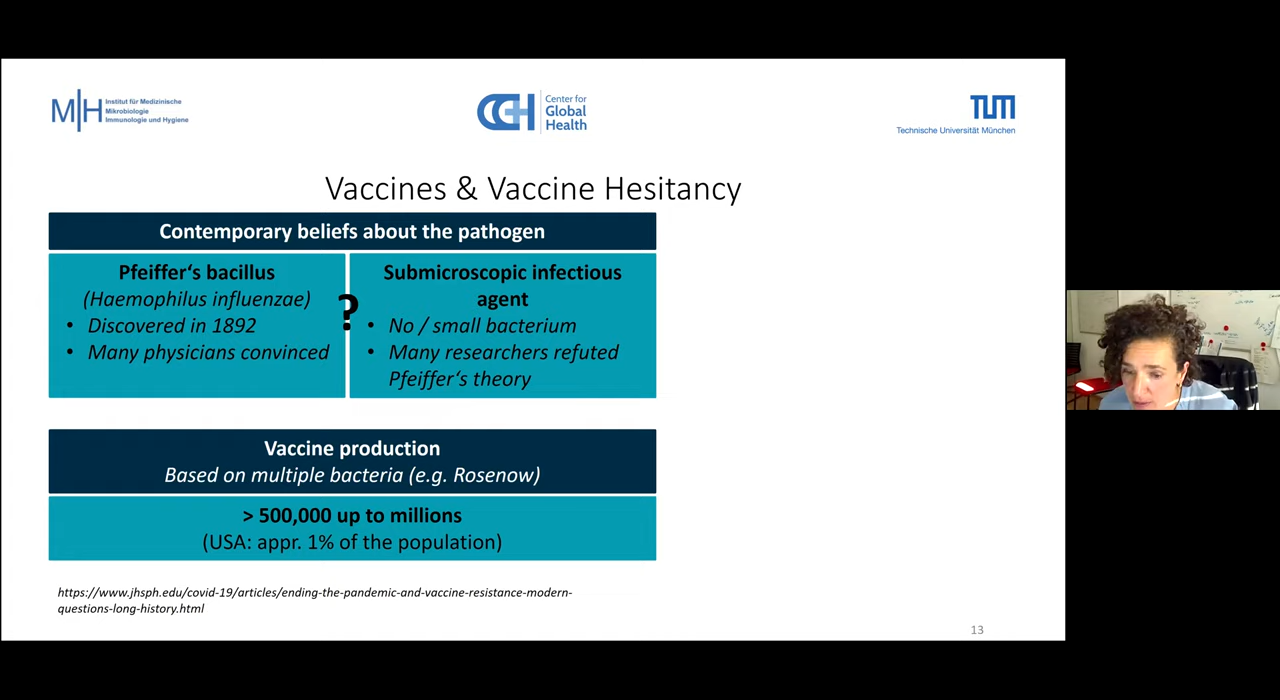 MIH Institut für Medizinische
Mikrobiologie
Immunologie und Hygiene
CGH Center for
Global
Health
TUM
Technische Universität München
Vaccines & Vaccine Hesitancy
Contemporary beliefs about the pathogen
Pfeiffer‘s bacillus
(Haemophilus influenzae)
• Discovered in 1892
• Many physicians convinced
?
Submicroscopic infectious
agent
• No / small bacterium
• Many researchers refuted
Pfeiffer‘s theory
Vaccine production
Based on multiple bacteria (e.g. Rosenow)
> 500,000 up to millions
(USA: appr. 1% of the population)
https://www.jhsph.edu/covid-19/articles/ending-the-pandemic-and-vaccine-resistance-modern-
questions-long-history.html
13